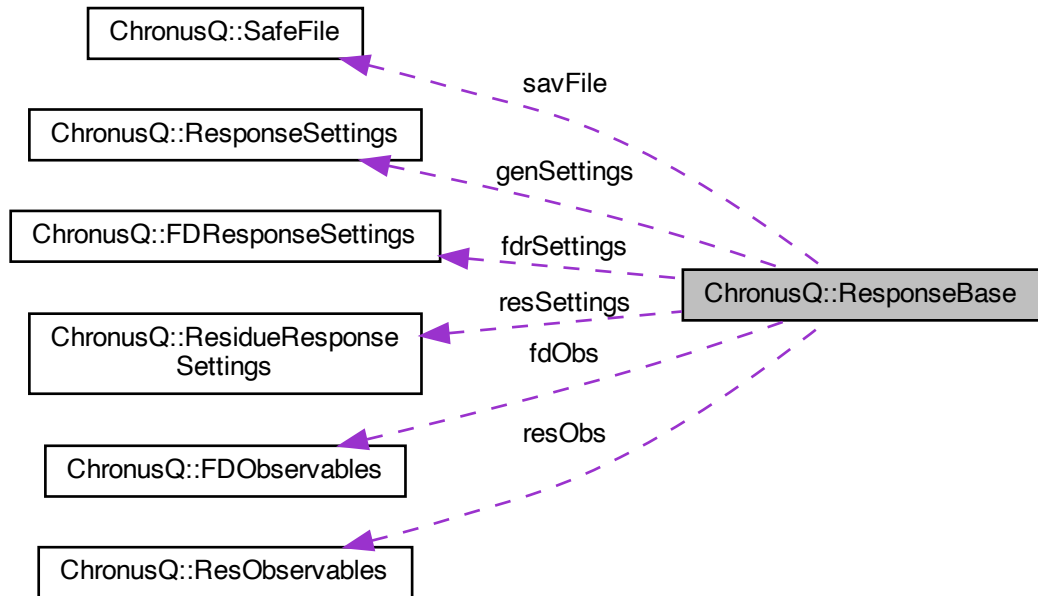 ChronusQ::SafeFile
savFile
ChronusQ::ResponseSettings
genSettings
ChronusQ::FDResponseSettings
fdrSettings
ChronusQ::ResponseBase
resSettings
ChronusQ::ResidueResponse
Settings
fdObs
resObs
ChronusQ::FDObservables
ChronusQ::ResObservables